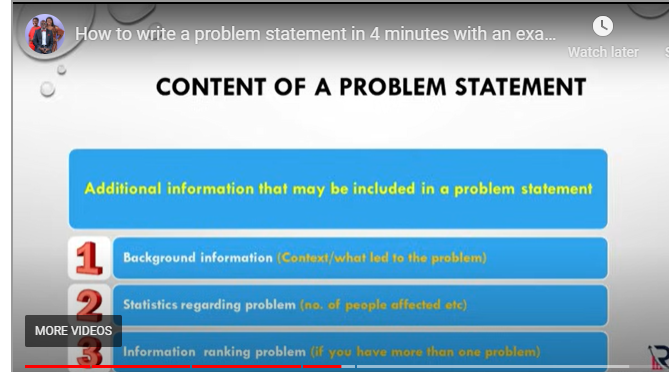 How to write a problem statement in 4 minutes with an exa...
Watch later
CONTENT OF A PROBLEM STATEMENT
Additional information that may be included in a problem statement
1 Background information (Context/what led to the problem)
2 Statistics regarding problem (no. of people affected etc)
MORE VIDEOS
3 Information ranking problem (if you have more than one problem)